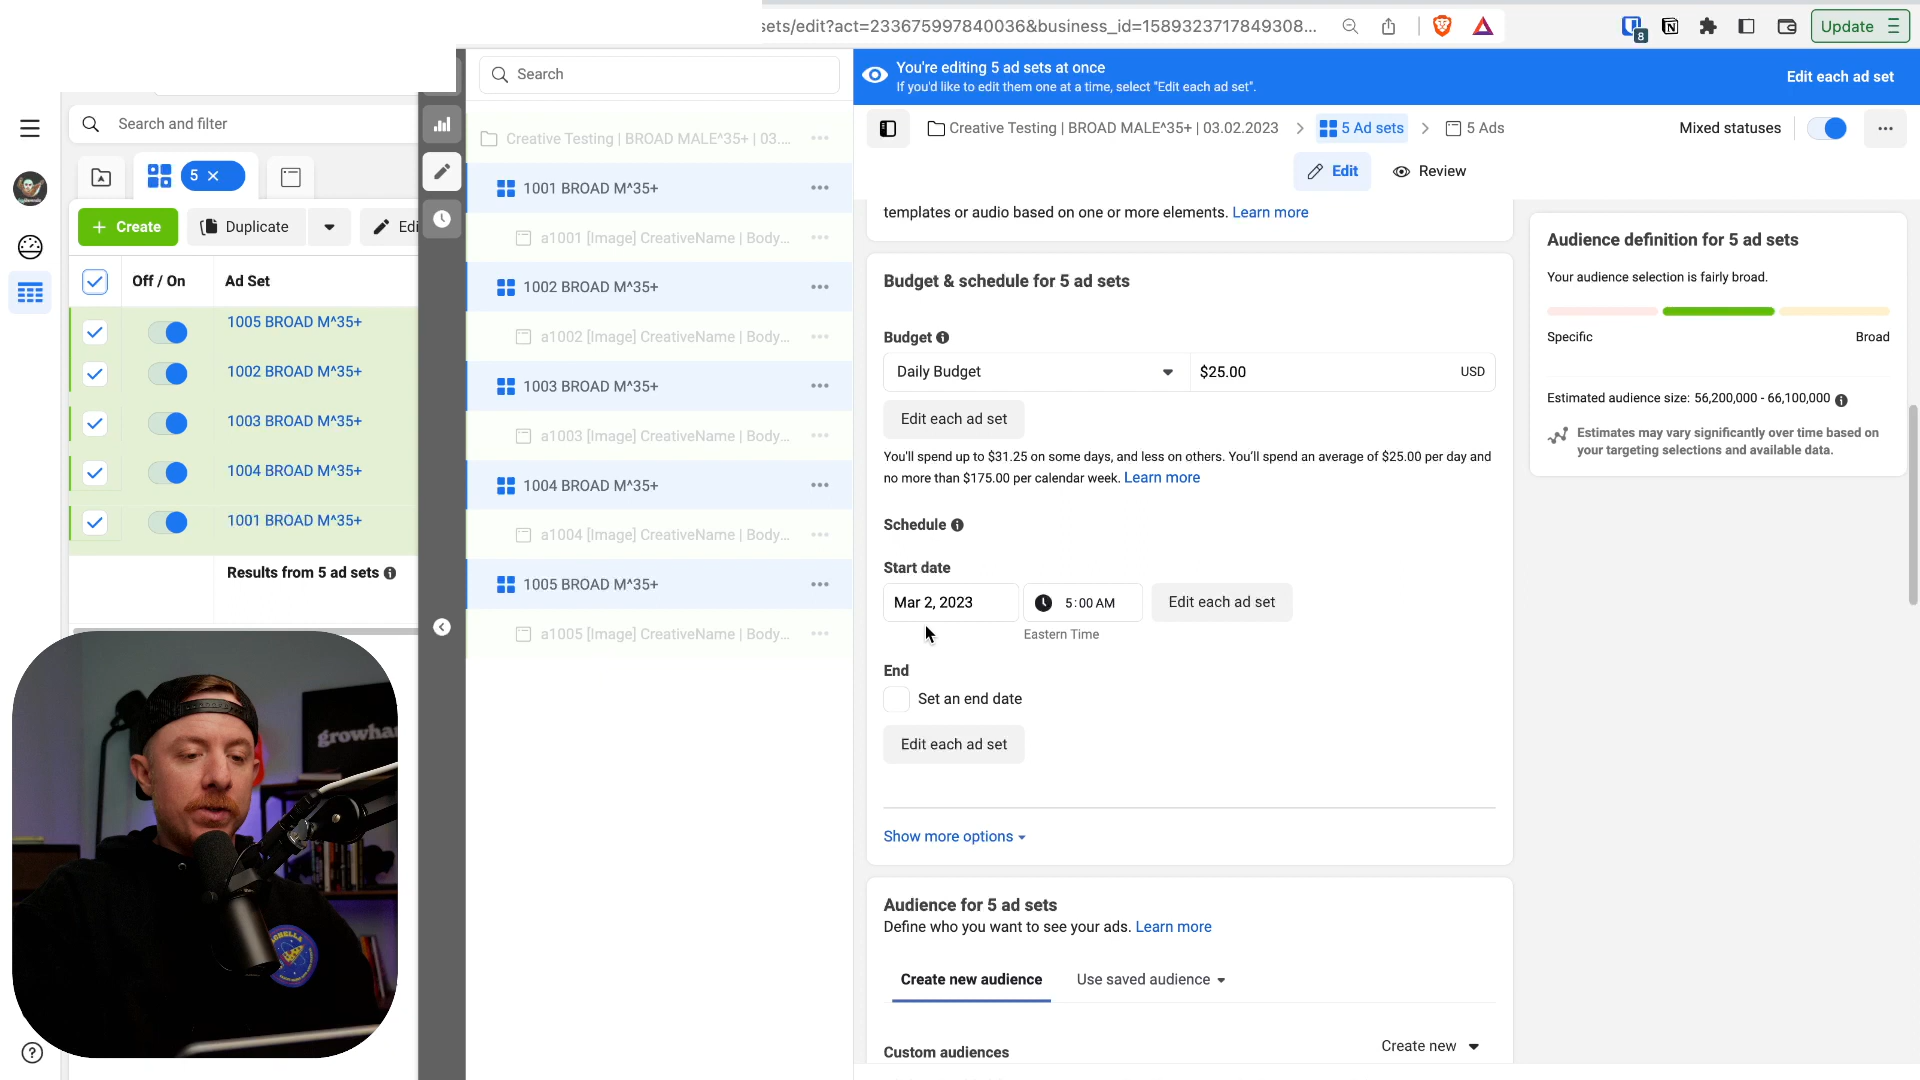 sets/edit?act=233675997840036&business_id=1589323717849308...
8
Update
Search
You're editing 5 ad sets at once
If you'd like to edit them one at a time, select "Edit each ad set".
Edit each ad set
Search and filter
Creative Testing | BROAD MALE^35+ | 03....
Creative Testing | BROAD MALE^35+ | 03.02.2023
5 Ad sets
5 Ads
Mixed statuses
Edit
Review
5
Create
Duplicate
Edi
Off / On
Ad Set
1005 BROAD M^35+
1002 BROAD M^35+
1003 BROAD M^35+
1004 BROAD M^35+
1001 BROAD M^35+
Results from 5 ad sets
1001 BROAD M^35+
a1001 [Image] CreativeName | Body...
1002 BROAD M^35+
a1002 [Image] CreativeName | Body...
1003 BROAD M^35+
a1003 [Image] CreativeName | Body...
1004 BROAD M^35+
a1004 [Image] CreativeName | Body...
1005 BROAD M^35+
a1005 [Image] CreativeName | Body...
templates or audio based on one or more elements. Learn more
Budget & schedule for 5 ad sets
Budget
Daily Budget
$25.00
USD
Edit each ad set
You'll spend up to $31.25 on some days, and less on others. You'll spend an average of $25.00 per day and
no more than $175.00 per calendar week. Learn more
Schedule
Start date
Mar 2, 2023
5:00 AM
Edit each ad set
Eastern Time
End
Set an end date
Edit each ad set
Show more options
Audience for 5 ad sets
Define who you want to see your ads. Learn more
Create new audience
Use saved audience
Custom audiences
Create new
Audience definition for 5 ad sets
Your audience selection is fairly broad.
Specific
Broad
Estimated audience size: 56,200,000 - 66,100,000
Estimates may vary significantly over time based on
your targeting selections and available data.
growha